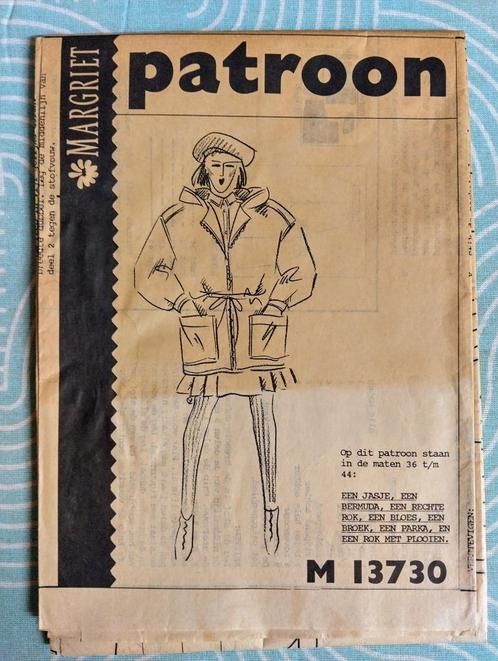 patroon
MARGRIET
deel 2 tegen de stofvouw.
Op dit patroon staan
in de maten 36 t/m
44:
EEN JASJE, EEN
BERMUDA, EEN RECHTE
ROK, EEN BLOES, EEN
BROEK, EEN PARKA, EN
EEN ROK MET PLOOIEN.
M 13730
VERSTEVIGEN: